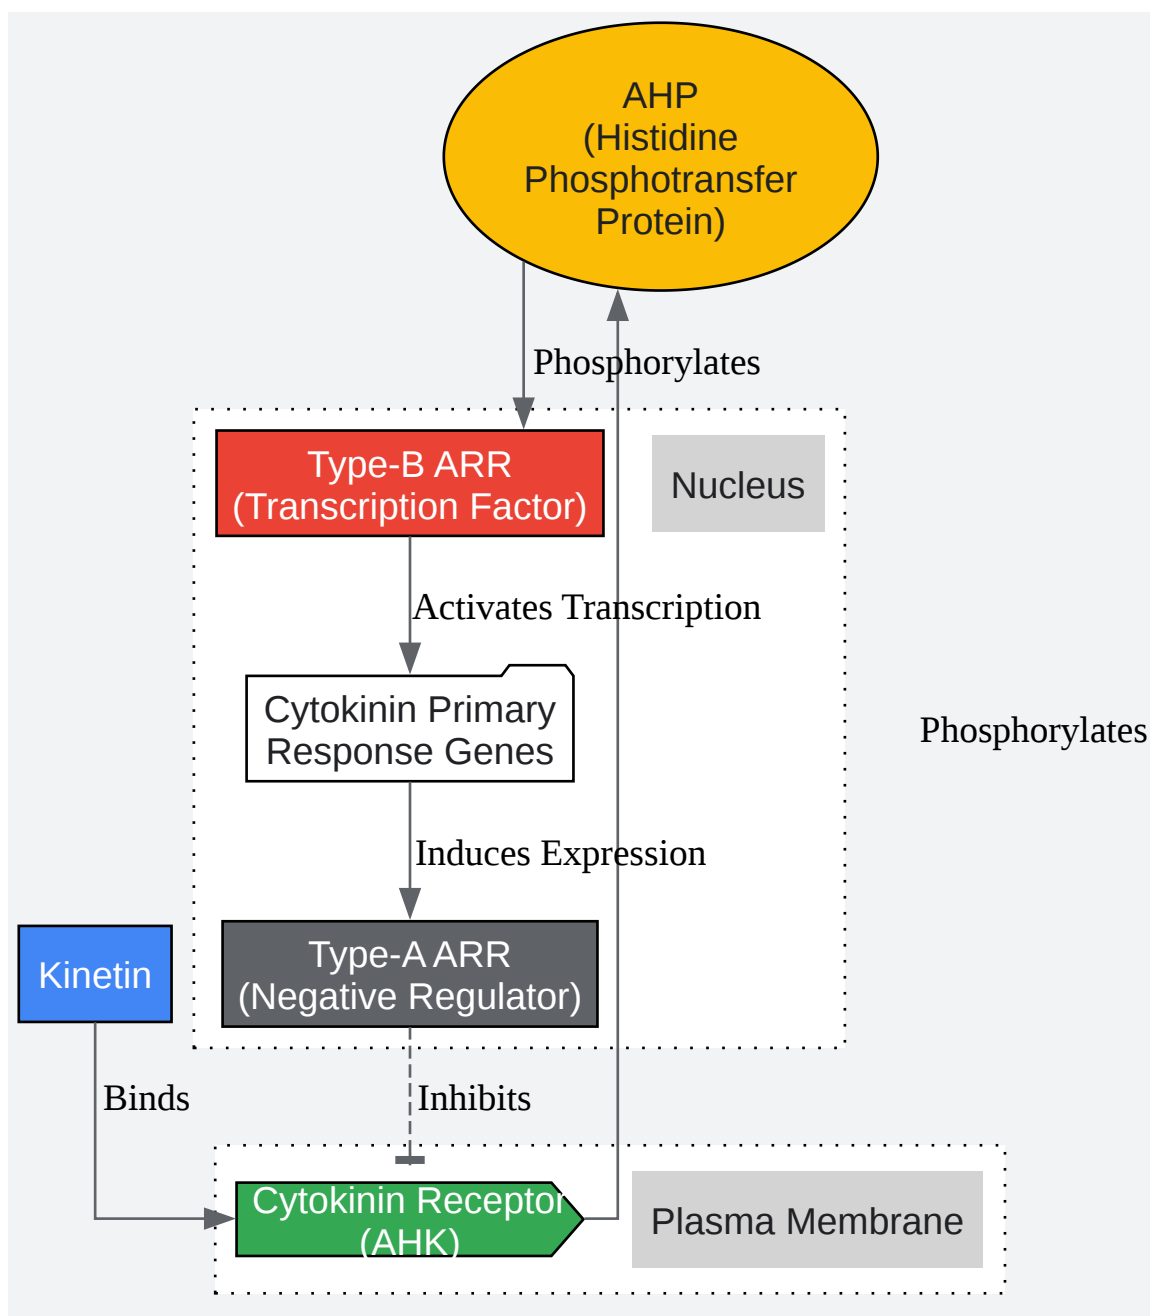 AHP
(Histidine
Phosphotransfer
Protein)
Phosphorylates
Type-B ARR
(Transcription Factor)
Nucleus
Activates Transcription
Cytokinin Primary
Response Genes
Phosphorylates
Induces Expression
Type-A ARR
(Negative Regulator)
Kinetin
Binds
Inhibits
Cytokinin Receptor
(AHK)
Plasma Membrane